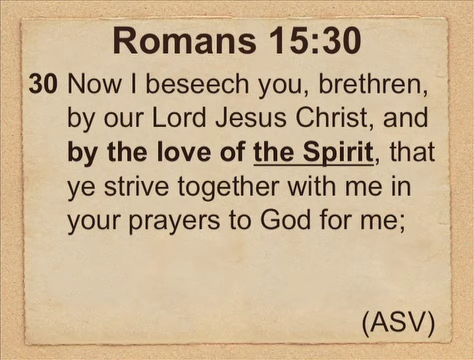 Romans 15:30
30 Now I beseech you, brethren,
by our Lord Jesus Christ, and
by the love of the Spirit, that
ye strive together with me in
your prayers to God for me;
(ASV)